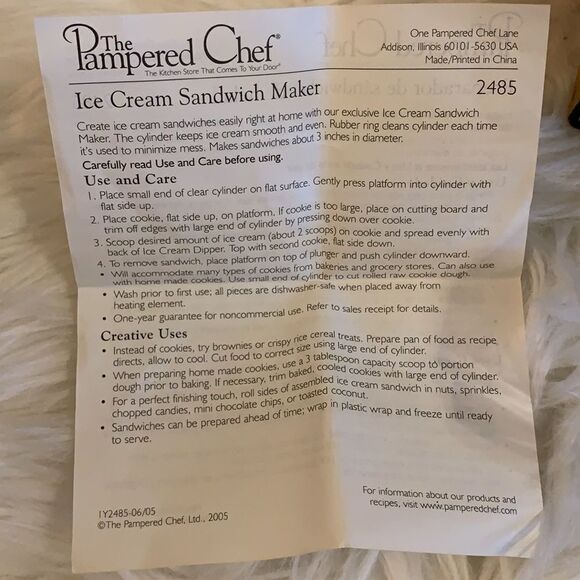 The
Pampered Chef®
The Kitchen Store That Comes To Your Door®
One Pampered Chef Lane
Addison, Illinois 60101-5630 USA
Made/Printed in China
Ice Cream Sandwich Maker 2485
Create ice cream sandwiches easily right at home with our exclusive Ice Cream Sandwich
Maker. The cylinder keeps ice cream smooth and even. Rubber ring cleans cylinder each time
it's used to minimize mess. Makes sandwiches about 3 inches in diameter.
Carefully read Use and Care before using.
Use and Care
1. Place small end of clear cylinder on flat surface. Gently press platform into cylinder with
flat side up.
2. Place cookie, flat side up, on platform. If cookie is too large, place on cutting board and
trim off edges with large end of cylinder by pressing down over cookie.
3. Scoop desired amount of ice cream (about 2 scoops) on cookie and spread evenly with
back of Ice Cream Dipper. Top with second cookie, flat side down.
4. To remove sandwich, place platform on top of plunger and push cylinder downward.
• Will accommodate many types of cookies from bakeries and grocery stores. Can also use
with home made cookies. Use small end of cylinder to cut rolled raw cookie dough.
• Wash prior to first use; all pieces are dishwasher-safe when placed away from
heating element.
• One-year guarantee for noncommercial use. Refer to sales receipt for details.
Creative Uses
• Instead of cookies, try brownies or crispy rice cereal treats. Prepare pan of food as recipe
directs, allow to cool. Cut food to correct size using large end of cylinder.
• When preparing home made cookies, use a 3 tablespoon capacity scoop to portion
dough prior to baking. If necessary, trim baked, cooled cookies with large end of cylinder.
• For a perfect finishing touch, roll sides of assembled ice cream sandwich in nuts, sprinkles,
chopped candies, mini chocolate chips, or toasted coconut.
• Sandwiches can be prepared ahead of time; wrap in plastic wrap and freeze until ready
to serve.
1Y2485-06/05
©The Pampered Chef, Ltd., 2005
For information about our products and
recipes, visit www.pamperedchef.com.